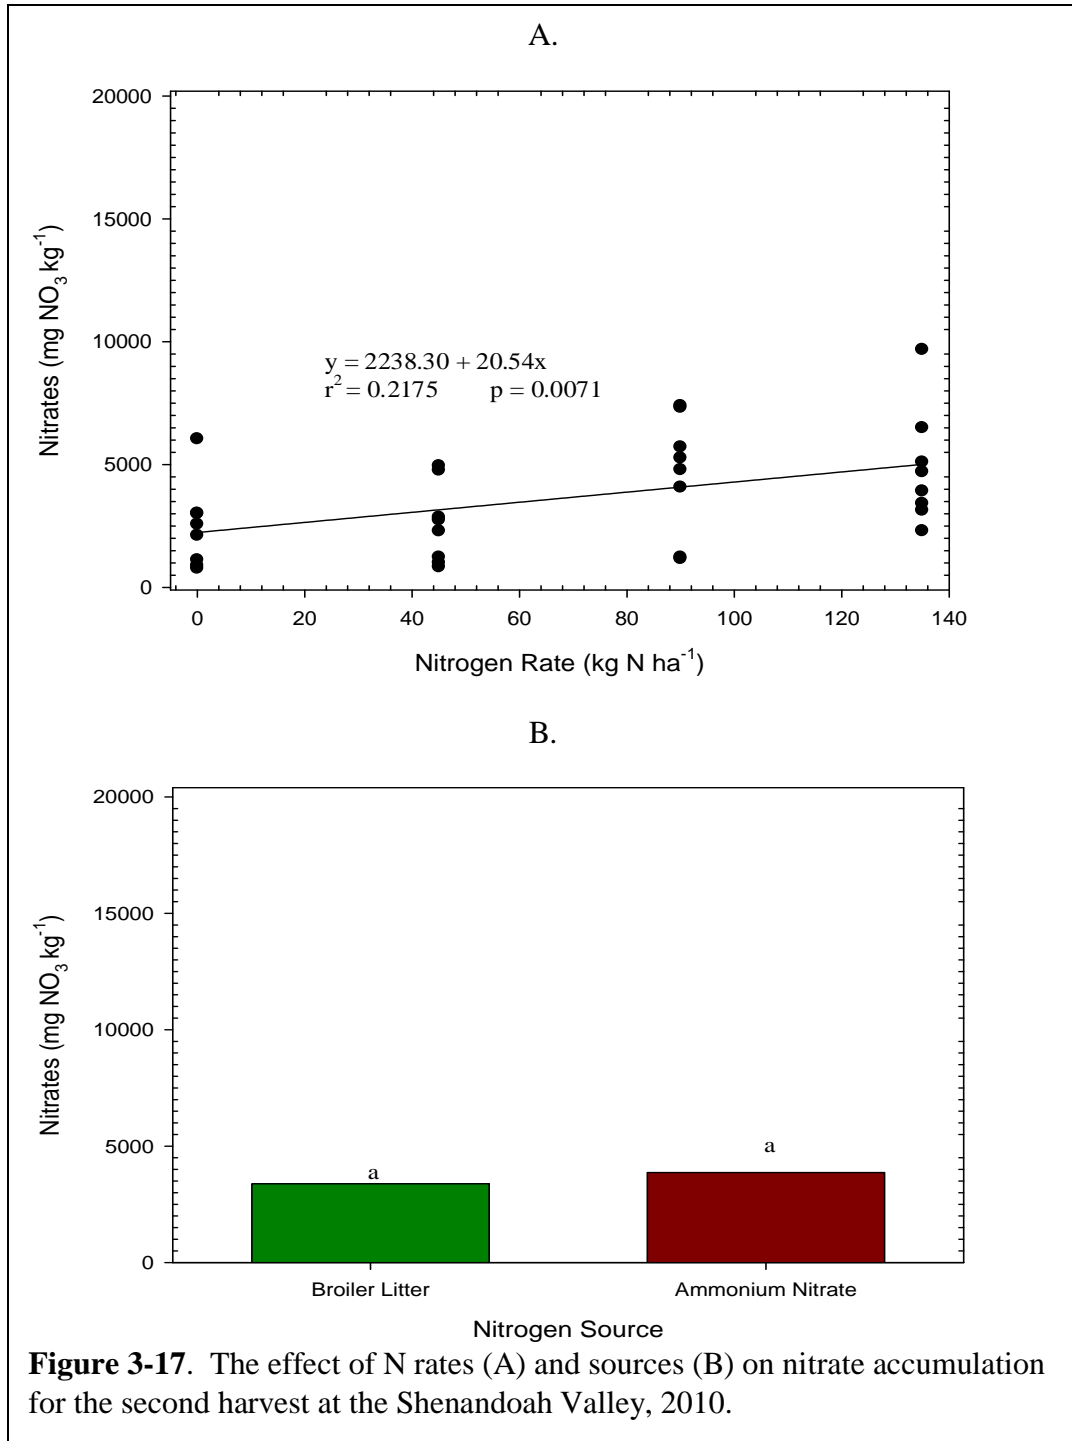 A.
20000
15000
10000
5000
0
Nitrates (mg NO₃ kg⁻¹)
y = 2238.30 + 20.54x
r² = 0.2175 p = 0.0071
0 20 40 60 80 100 120 140
Nitrogen Rate (kg N ha⁻¹)
B.
20000
15000
10000
5000
0
Nitrates (mg NO₃ kg⁻¹)
a a
Broiler Litter Ammonium Nitrate
Nitrogen Source
Figure 3-17. The effect of N rates (A) and sources (B) on nitrate accumulation
for the second harvest at the Shenandoah Valley, 2010.